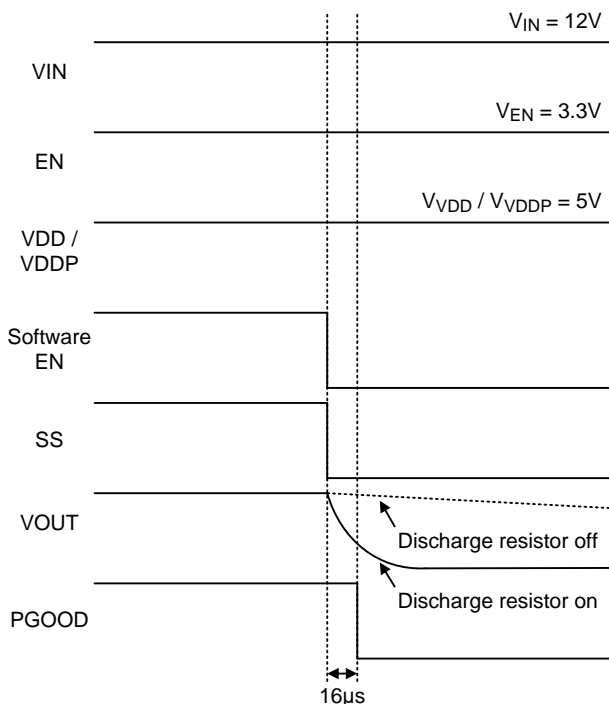 VIN = 12V
VIN
VEN = 3.3V
EN
VVDD / VVDDP = 5V
VDD /
VDDP
Software
EN
SS
VOUT
Discharge resistor off
Discharge resistor on
PGOOD
16µs